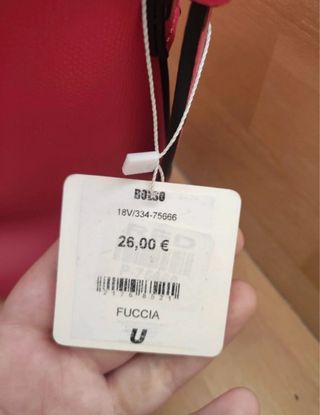 BOLSO
18V/334-75666
26,00 €
FUCCIA
U